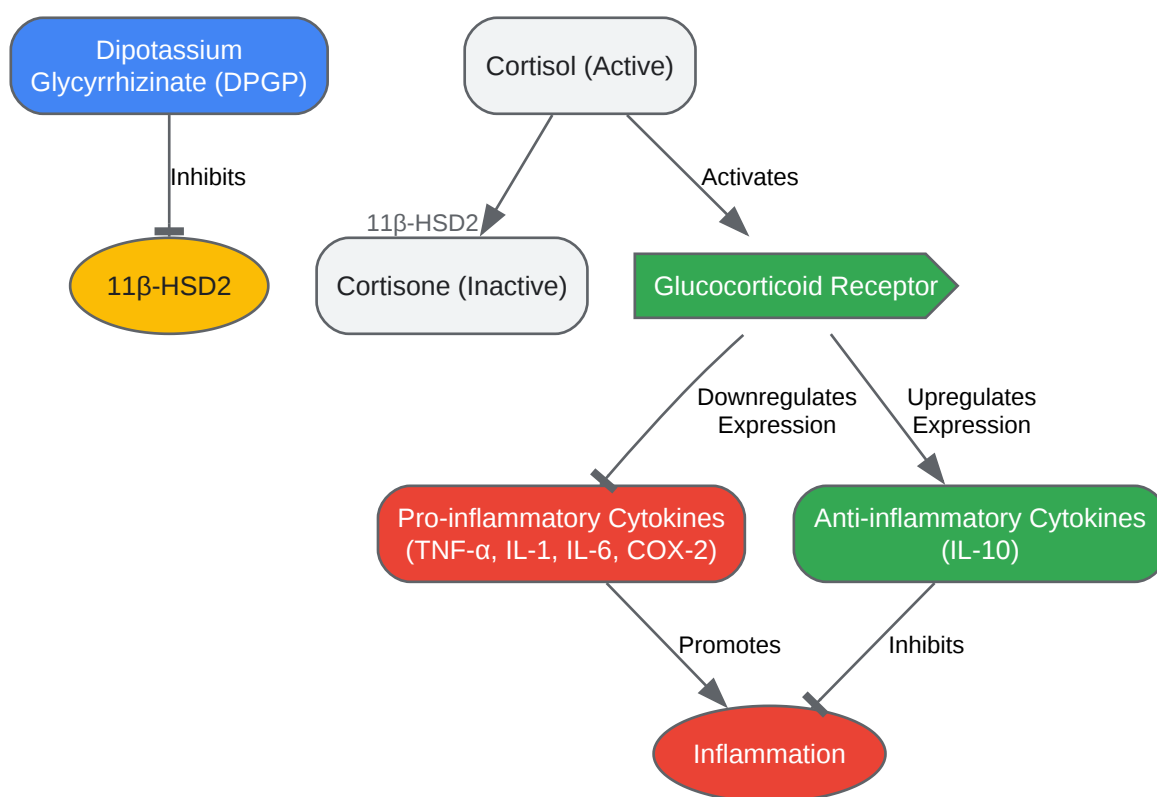 Dipotassium
Glycyrrhizinate (DPGP)
Cortisol (Active)
Inhibits
Activates
11β-HSD2
11β-HSD2
Cortisone (Inactive)
Glucocorticoid Receptor
Downregulates
Expression
Upregulates
Expression
Pro-inflammatory Cytokines
(TNF-α, IL-1, IL-6, COX-2)
Anti-inflammatory Cytokines
(IL-10)
Promotes
Inhibits
Inflammation